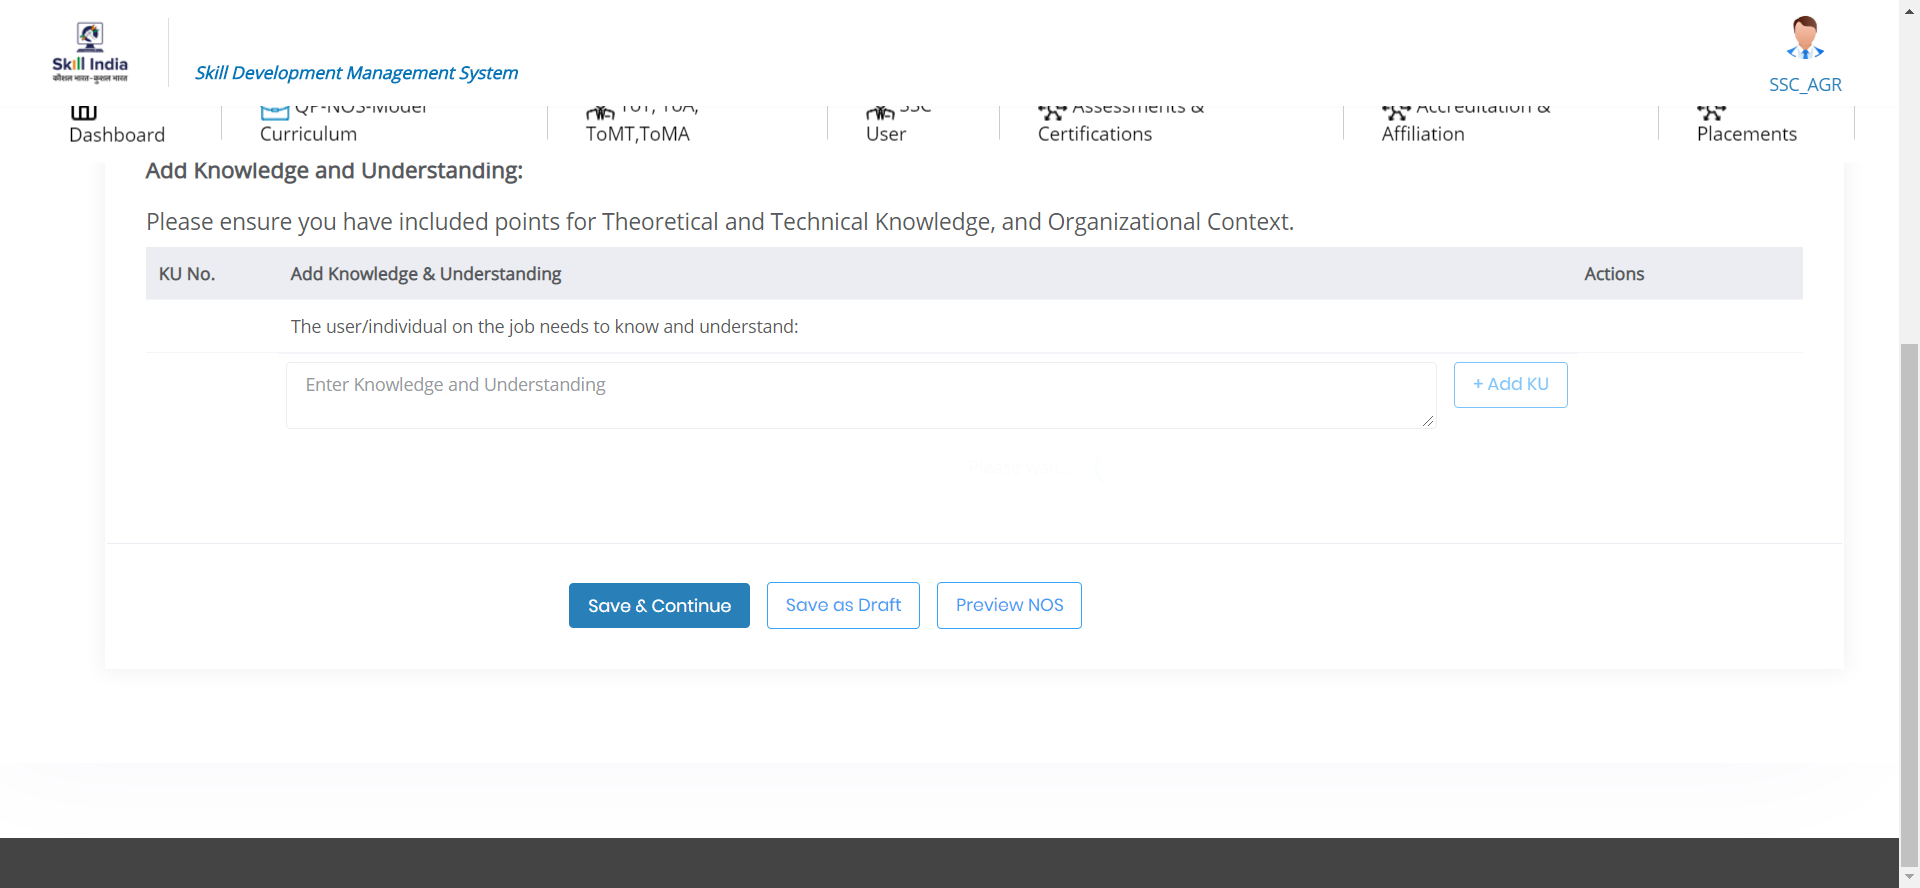 Skill India
कौशल भारत-कुशल भारत
Skill Development Management System
SSC_AGR
Dashboard
QP-NOS-Model
Curriculum
ToT, ToA,
ToMT,ToMA
SSC
User
Assessments &
Certifications
Accreditation &
Affiliation
Placements
Add Knowledge and Understanding:
Please ensure you have included points for Theoretical and Technical Knowledge, and Organizational Context.
KU No. Add Knowledge & Understanding Actions
The user/individual on the job needs to know and understand:
Enter Knowledge and Understanding
+ Add KU
Save & Continue
Save as Draft
Preview NOS